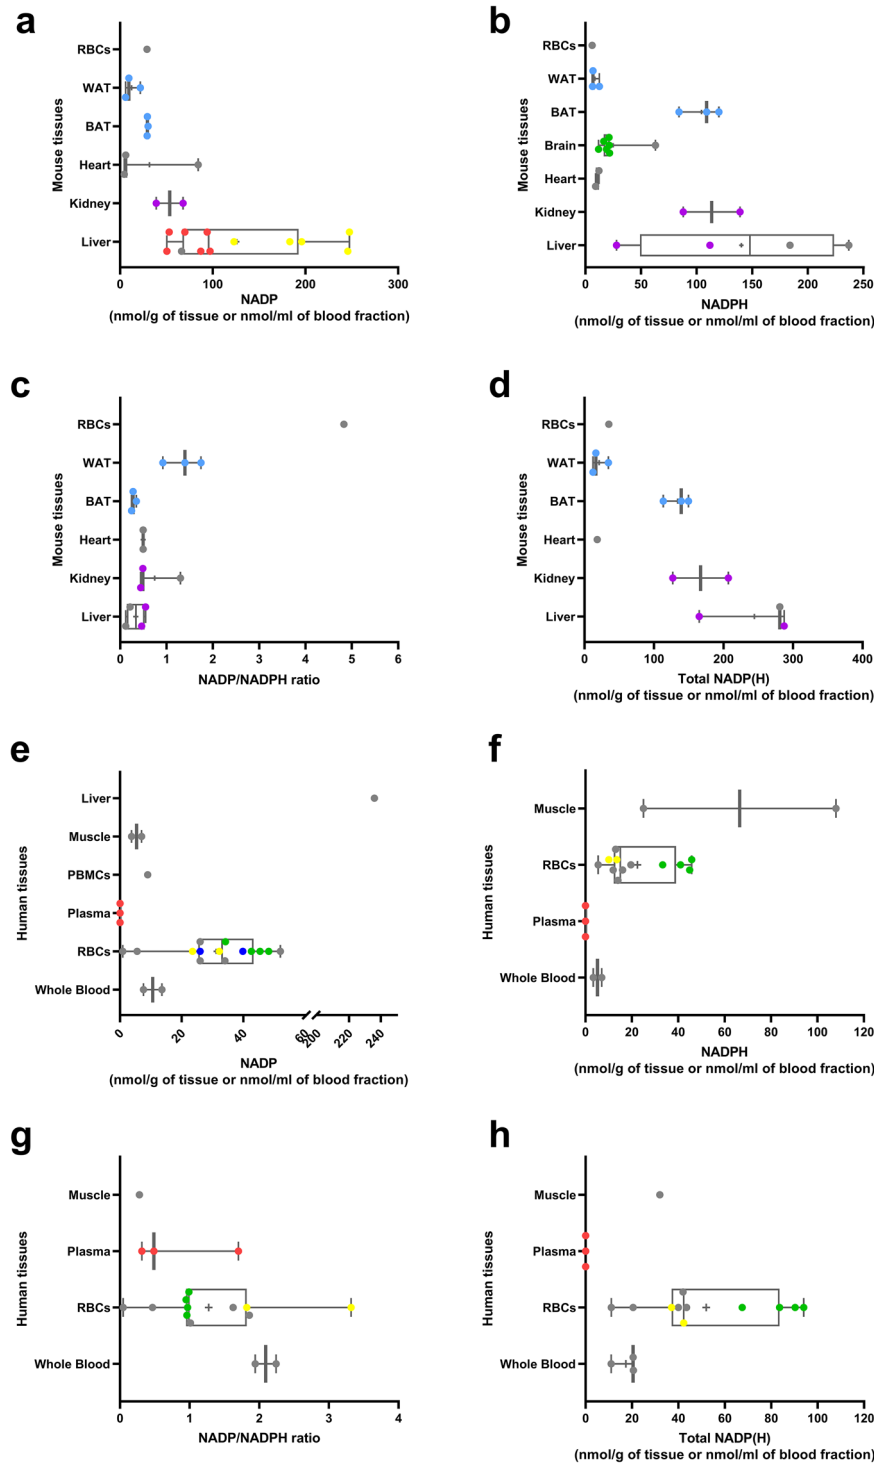 a
Mouse tissues
RBCs
WAT
BAT
Heart
Kidney
Liver
0 100 200 300
NADP
(nmol/g of tissue or nmol/ml of blood fraction)
b
Mouse tissues
RBCs
WAT
BAT
Brain
Heart
Kidney
Liver
0 50 100 150 200 250
NADPH
(nmol/g of tissue or nmol/ml of blood fraction)
c
Mouse tissues
RBCs
WAT
BAT
Heart
Kidney
Liver
0 1 2 3 4 5 6
NADP/NADPH ratio
d
Mouse tissues
RBCs
WAT
BAT
Heart
Kidney
Liver
0 100 200 300 400
Total NADP(H)
(nmol/g of tissue or nmol/ml of blood fraction)
e
Human tissues
Liver
Muscle
PBMCs
Plasma
RBCs
Whole Blood
0 20 40 60 200 220 240
NADP
(nmol/g of tissue or nmol/ml of blood fraction)
f
Human tissues
Muscle
RBCs
Plasma
Whole Blood
0 20 40 60 80 100 120
NADPH
(nmol/g of tissue or nmol/ml of blood fraction)
g
Human tissues
Muscle
Plasma
RBCs
Whole Blood
0 1 2 3 4
NADP/NADPH ratio
h
Human tissues
Muscle
Plasma
RBCs
Whole Blood
0 20 40 60 80 100 120
Total NADP(H)
(nmol/g of tissue or nmol/ml of blood fraction)